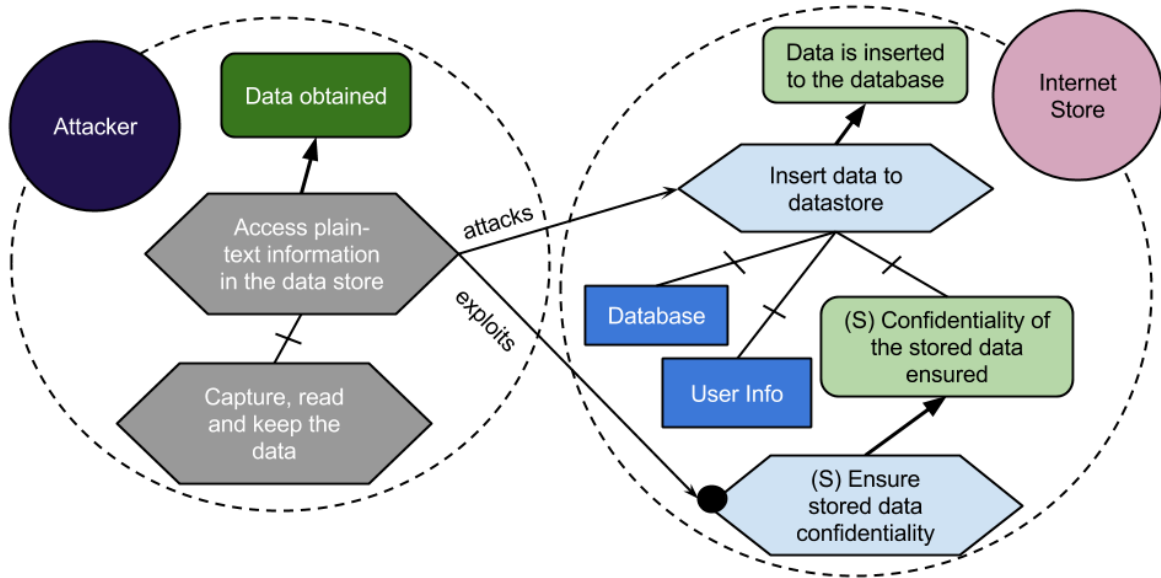 Attacker
Data obtained
Access plain-
text information
in the data store
Capture, read
and keep the
data
attacks
exploits
Data is inserted
to the database
Internet
Store
Insert data to
datastore
Database
User Info
(S) Confidentiality of
the stored data
ensured
(S) Ensure
stored data
confidentiality